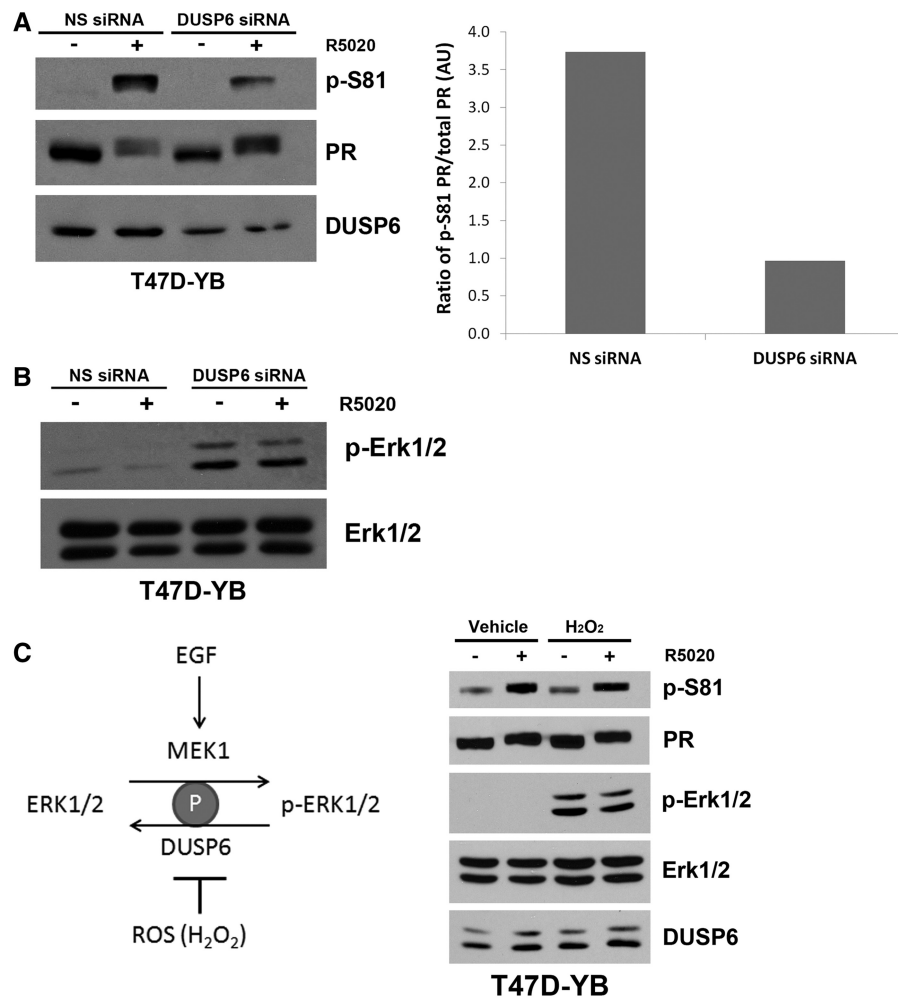 A
NS siRNA DUSP6 siRNA
- + - + R5020
p-S81
PR
DUSP6
T47D-YB
Ratio of p-S81 PR/total PR (AU)
4.0
3.5
3.0
2.5
2.0
1.5
1.0
0.5
0.0
NS siRNA DUSP6 siRNA
B
NS siRNA DUSP6 siRNA
- + - + R5020
p-Erk1/2
Erk1/2
T47D-YB
C
EGF
MEK1
ERK1/2 P p-ERK1/2
DUSP6
ROS (H₂O₂)
Vehicle H₂O₂
- + - + R5020
p-S81
PR
p-Erk1/2
Erk1/2
DUSP6
T47D-YB